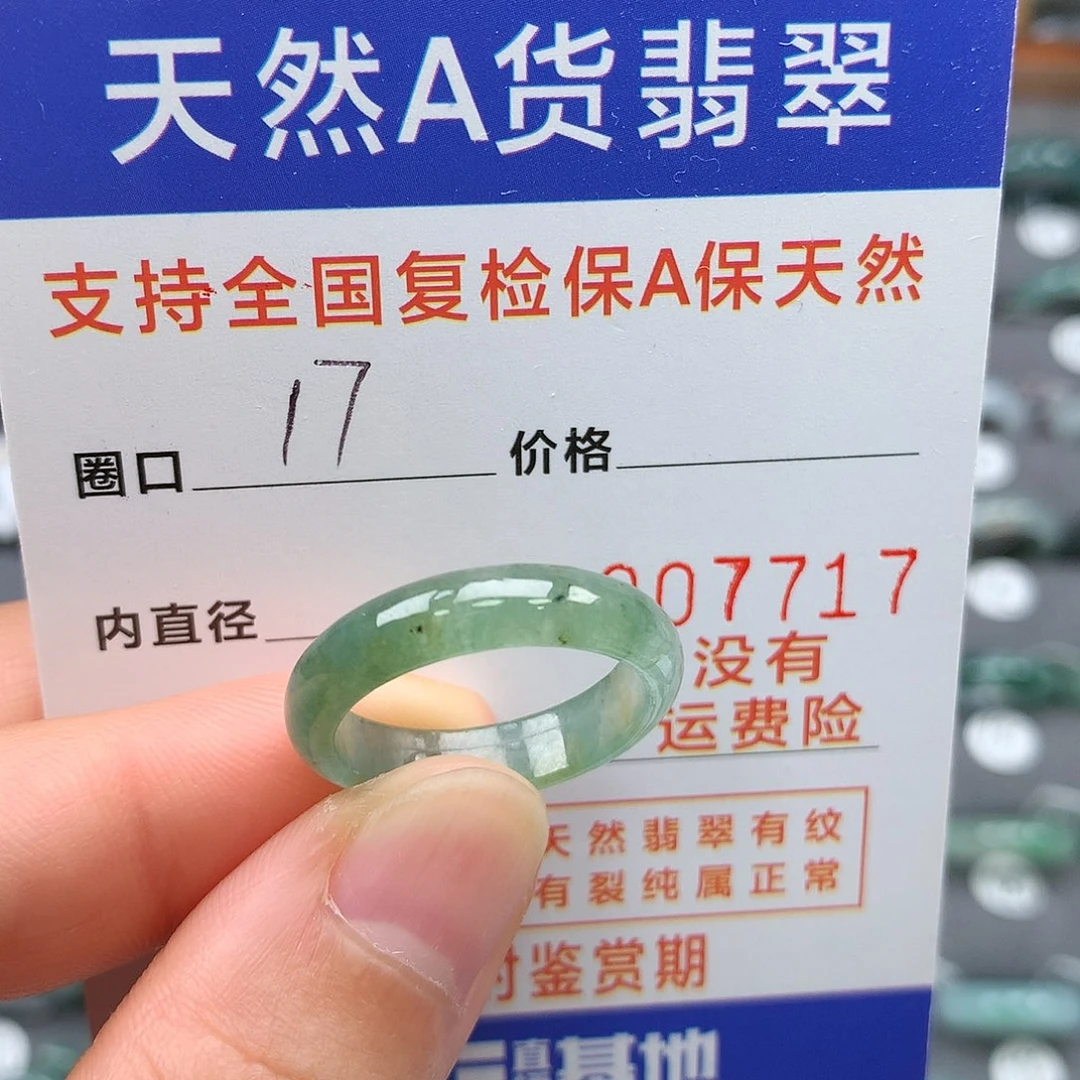 天然A货翡翠
支持全国复检保A保天然
圈口 17 价格
内直径 07717
没有
运费险
天然翡翠有纹
有裂纯属正常
鉴赏期
基地